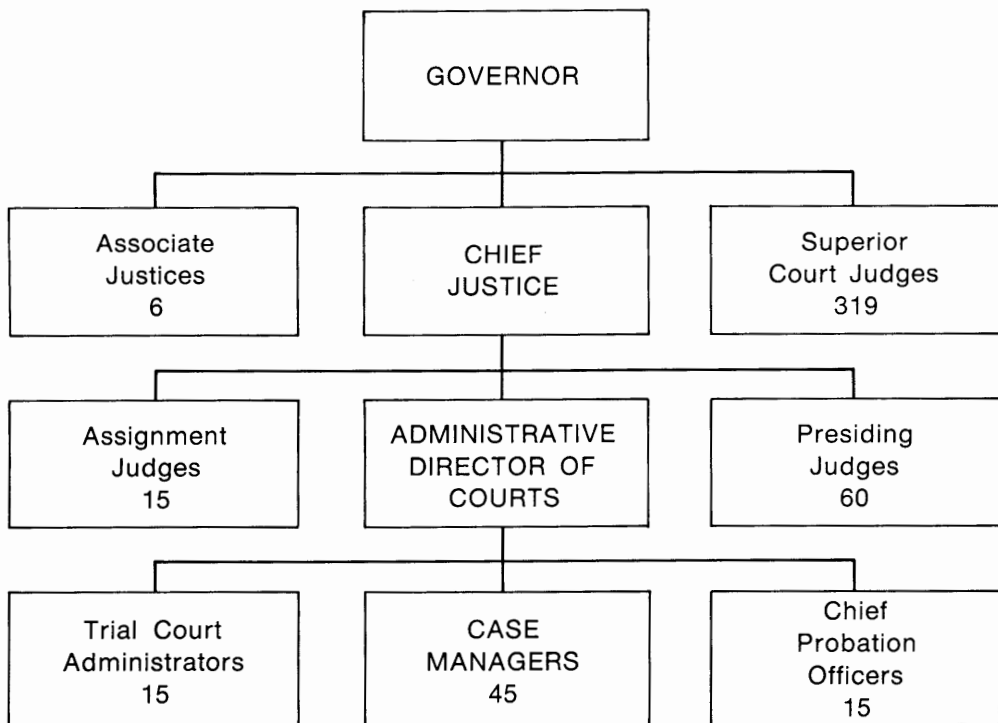 GOVERNOR
Associate
Justices
6
CHIEF
JUSTICE
Superior
Court Judges
319
Assignment
Judges
15
ADMINISTRATIVE
DIRECTOR OF
COURTS
Presiding
Judges
60
Trial Court
Administrators
15
CASE
MANAGERS
45
Chief
Probation
Officers
15